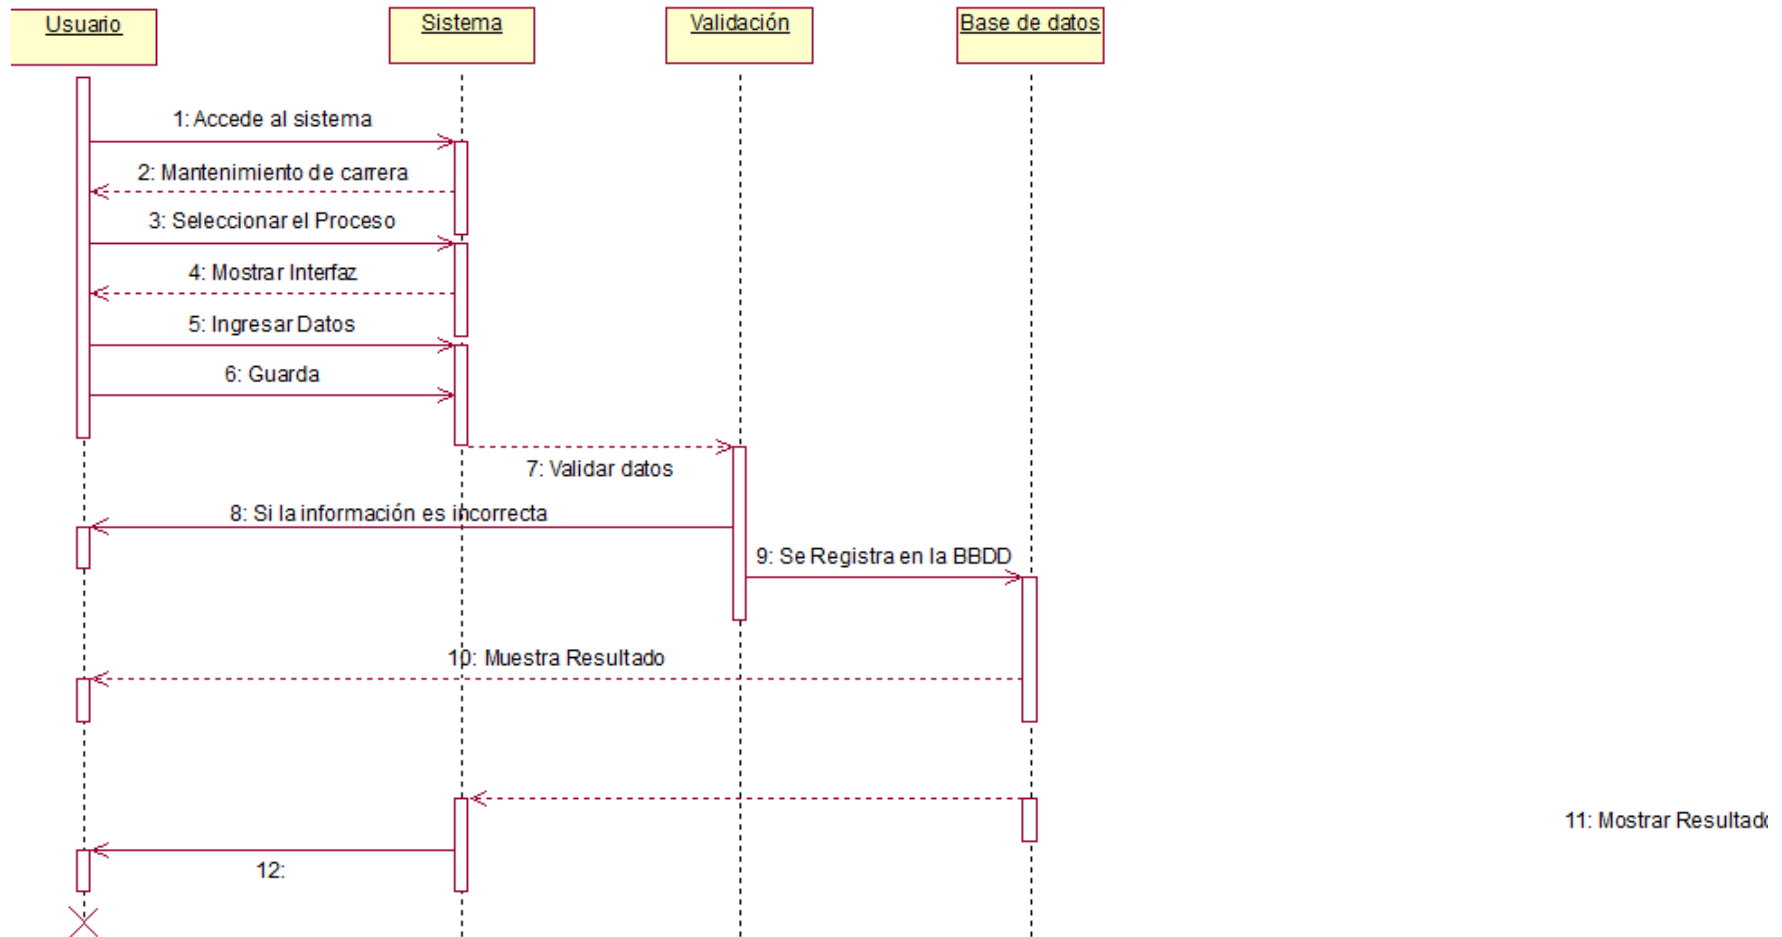 Usuario
Sistema
Validación
Base de datos
1: Accede al sistema
2: Mantenimiento de carrera
3: Seleccionar el Proceso
4: Mostrar Interfaz
5: Ingresar Datos
6: Guarda
7: Validar datos
8: Si la información es incorrecta
9: Se Registra en la BBDD
10: Muestra Resultado
11: Mostrar Resultado
12: